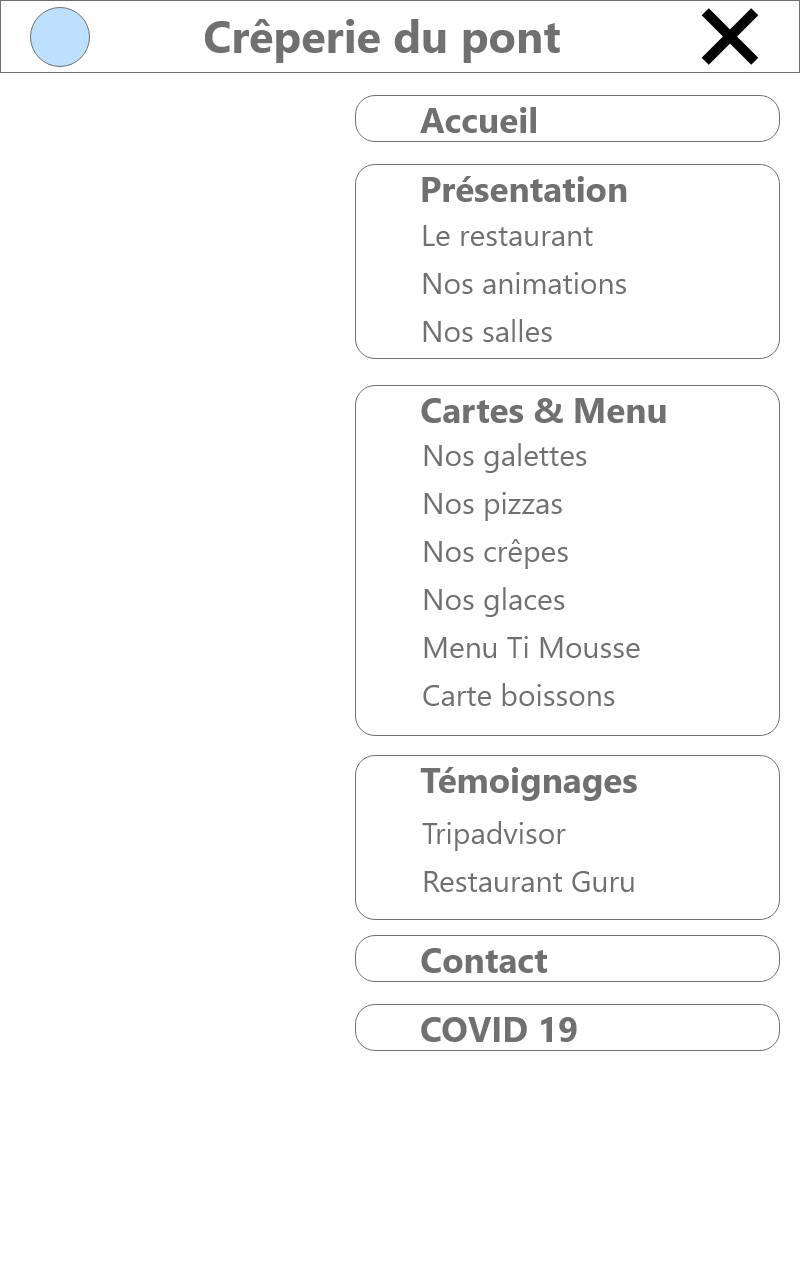 Crêperie du pont
Accueil
Présentation
Le restaurant
Nos animations
Nos salles
Cartes & Menu
Nos galettes
Nos pizzas
Nos crêpes
Nos glaces
Menu Ti Mousse
Carte boissons
Témoignages
Tripadvisor
Restaurant Guru
Contact
COVID 19